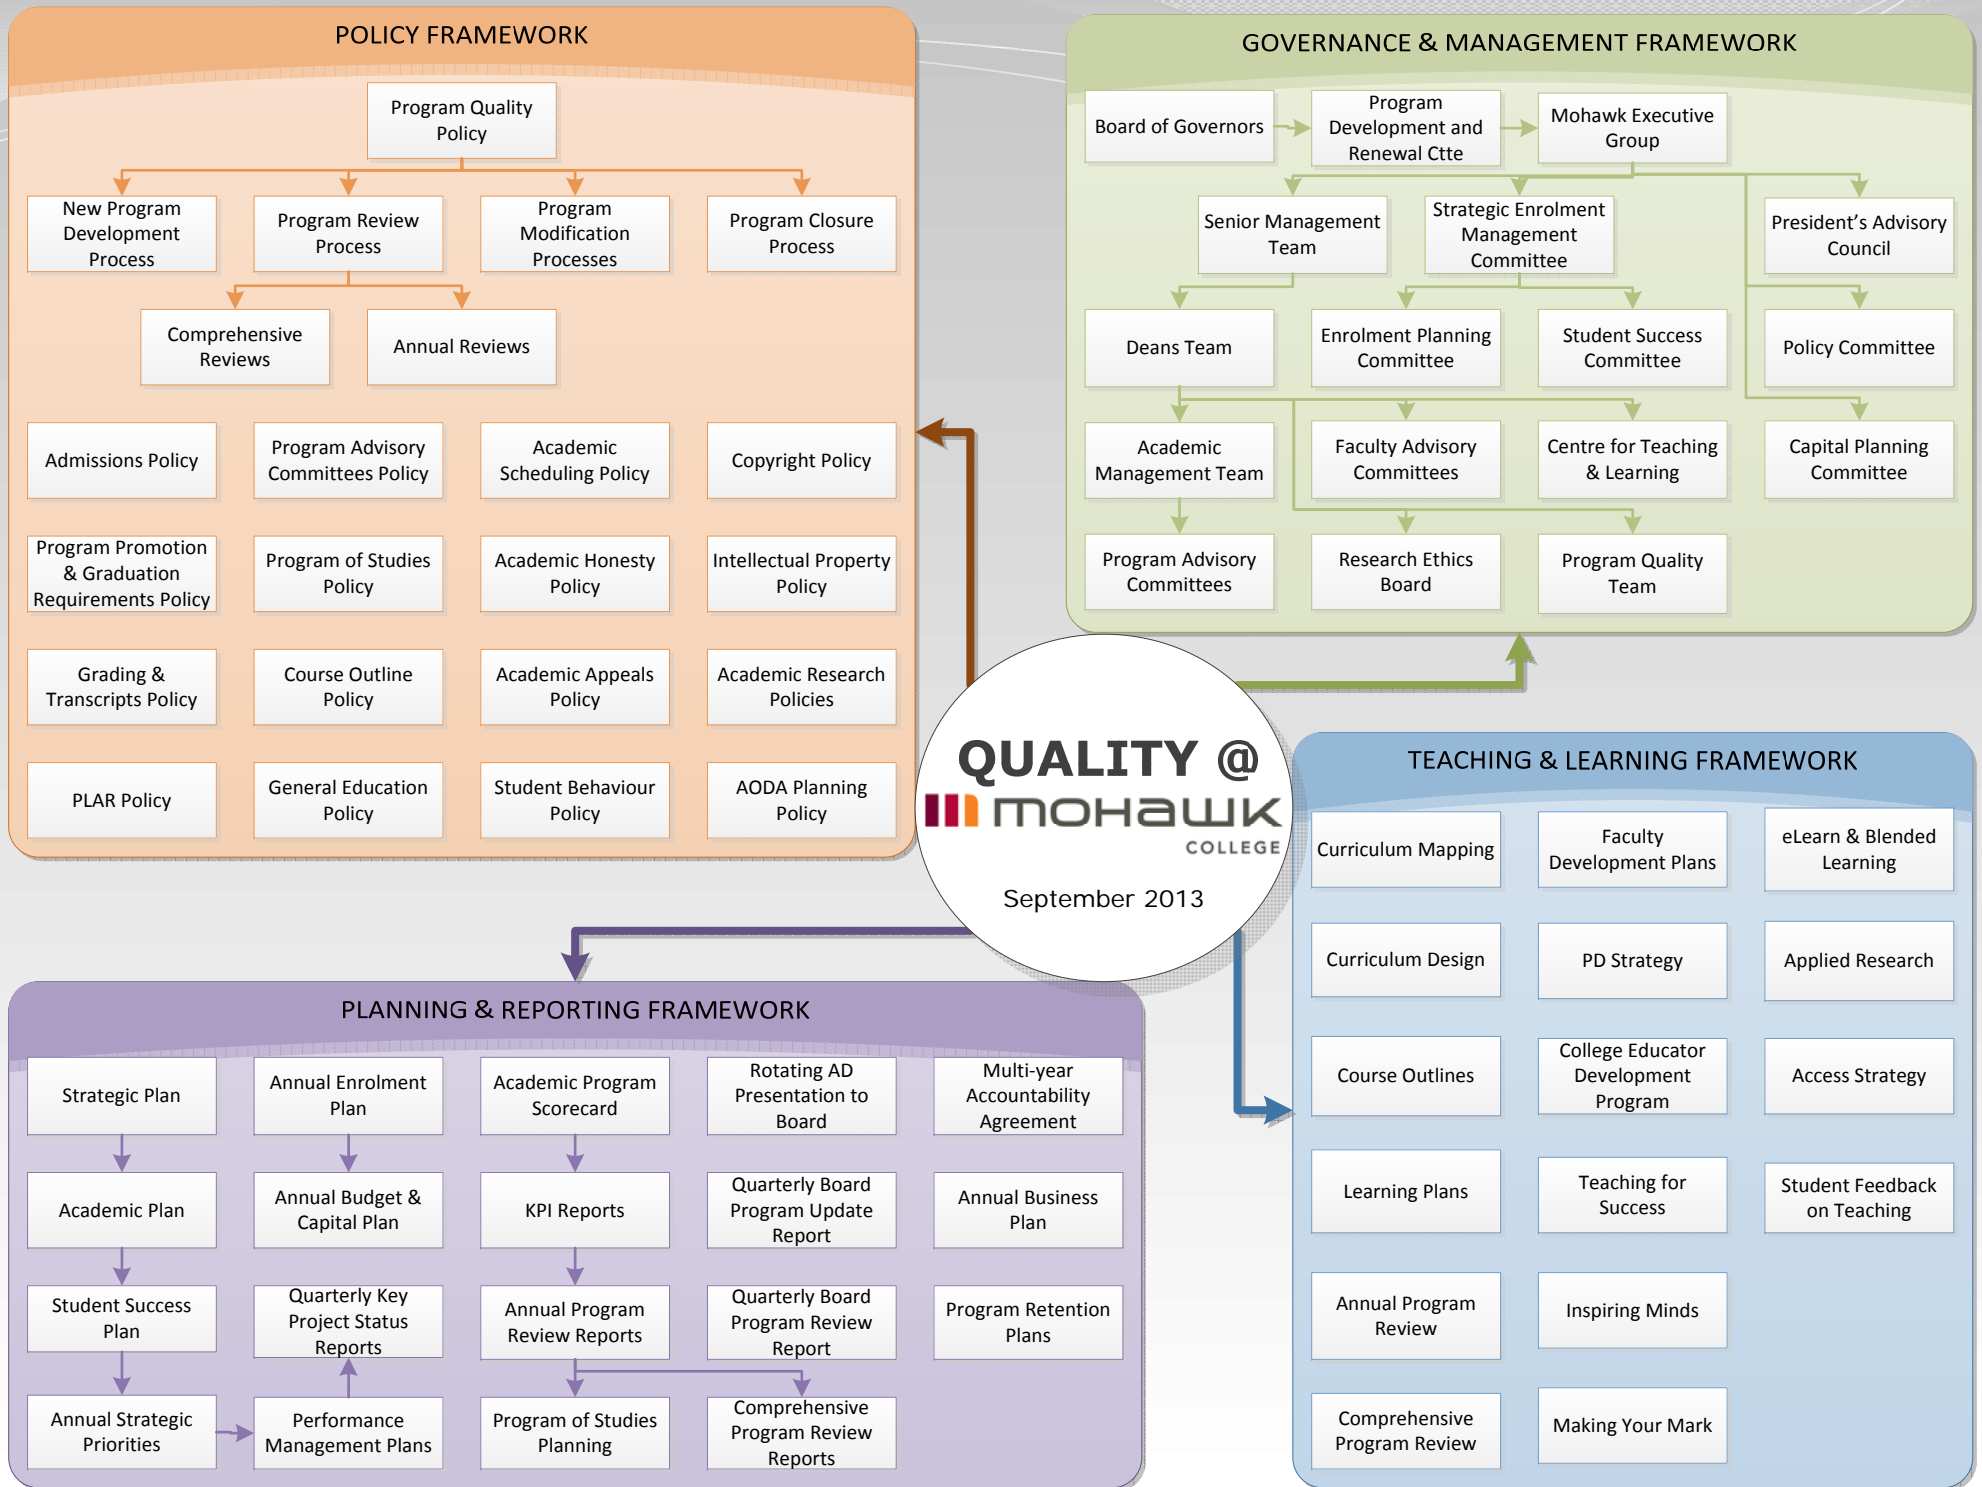 POLICY FRAMEWORK
Program Quality
Policy
New Program
Development
Process
Program Review
Process
Program
Modification
Processes
Program Closure
Process
Comprehensive
Reviews
Annual Reviews
Admissions Policy
Program Advisory
Committees Policy
Academic
Scheduling Policy
Copyright Policy
Program Promotion
& Graduation
Requirements Policy
Program of Studies
Policy
Academic Honesty
Policy
Intellectual Property
Policy
Grading &
Transcripts Policy
Course Outline
Policy
Academic Appeals
Policy
Academic Research
Policies
PLAR Policy
General Education
Policy
Student Behaviour
Policy
AODA Planning
Policy
GOVERNANCE & MANAGEMENT FRAMEWORK
Board of Governors
Program
Development and
Renewal Ctte
Mohawk Executive
Group
Senior Management
Team
Strategic Enrolment
Management
Committee
President's Advisory
Council
Deans Team
Enrolment Planning
Committee
Student Success
Committee
Policy Committee
Academic
Management Team
Faculty Advisory
Committees
Centre for Teaching
& Learning
Capital Planning
Committee
Program Advisory
Committees
Research Ethics
Board
Program Quality
Team
QUALITY @
mohawk
COLLEGE
September 2013
PLANNING & REPORTING FRAMEWORK
Strategic Plan
Annual Enrolment
Plan
Academic Program
Scorecard
Rotating AD
Presentation to
Board
Multi-year
Accountability
Agreement
Academic Plan
Annual Budget &
Capital Plan
KPI Reports
Quarterly Board
Program Update
Report
Annual Business
Plan
Student Success
Plan
Quarterly Key
Project Status
Reports
Annual Program
Review Reports
Quarterly Board
Program Review
Report
Program Retention
Plans
Annual Strategic
Priorities
Performance
Management Plans
Program of Studies
Planning
Comprehensive
Program Review
Reports
TEACHING & LEARNING FRAMEWORK
Curriculum Mapping
Faculty
Development Plans
eLearn & Blended
Learning
Curriculum Design
PD Strategy
Applied Research
Course Outlines
College Educator
Development
Program
Access Strategy
Learning Plans
Teaching for
Success
Student Feedback
on Teaching
Annual Program
Review
Inspiring Minds
Comprehensive
Program Review
Making Your Mark